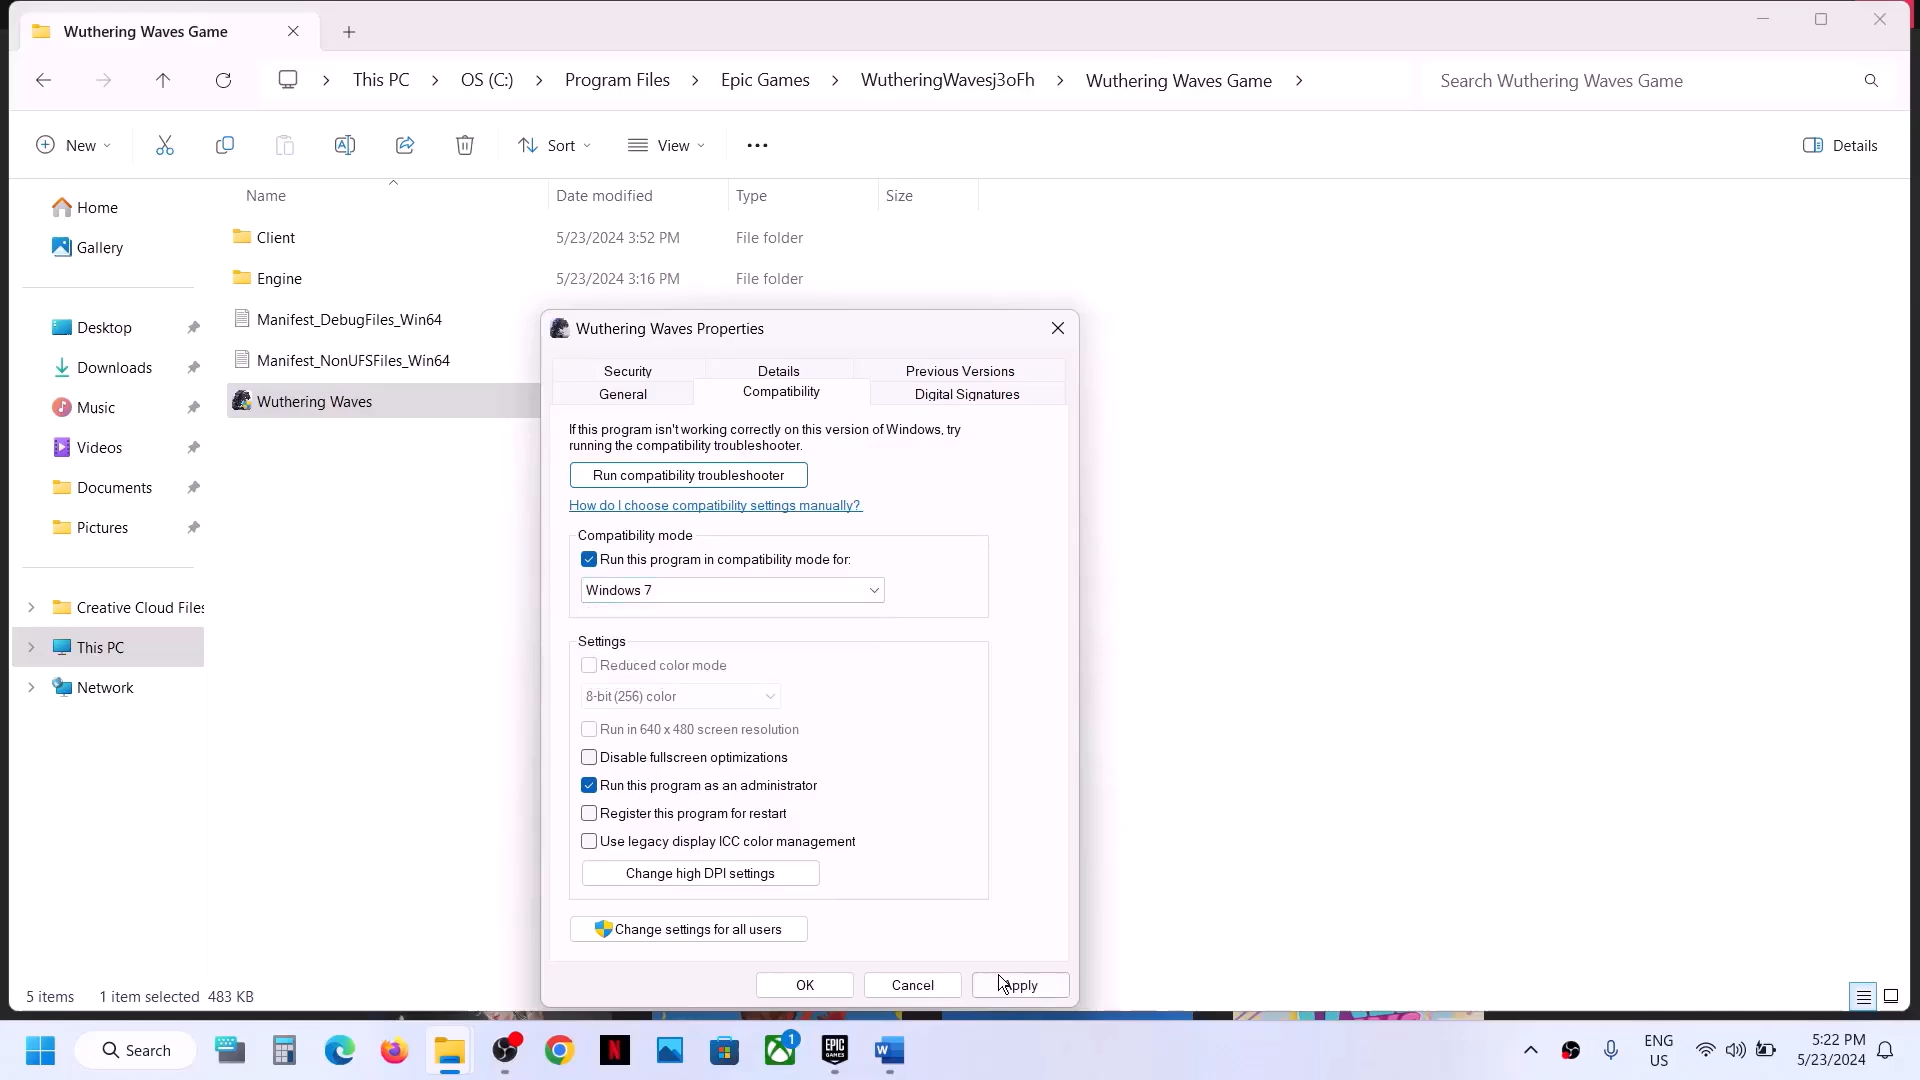 Wuthering Waves Game
This PC > OS (C:) > Program Files > Epic Games > WutheringWavesj3oFh > Wuthering Waves Game >
Search Wuthering Waves Game
New
Sort
View
Details
Name
Date modified
Type
Size
Home
Gallery
Desktop
Downloads
Music
Videos
Documents
Pictures
Creative Cloud Files
This PC
Network
Client 5/23/2024 3:52 PM File folder
Engine 5/23/2024 3:16 PM File folder
Manifest_DebugFiles_Win64
Manifest_NonUFSFiles_Win64
Wuthering Waves
Wuthering Waves Properties
Security
Details
Previous Versions
General
Compatibility
Digital Signatures
If this program isn't working correctly on this version of Windows, try
running the compatibility troubleshooter.
Run compatibility troubleshooter
How do I choose compatibility settings manually?
Compatibility mode
Run this program in compatibility mode for:
Windows 7
Settings
Reduced color mode
8-bit (256) color
Run in 640 x 480 screen resolution
Disable fullscreen optimizations
Run this program as an administrator
Register this program for restart
Use legacy display ICC color management
Change high DPI settings
Change settings for all users
OK
Cancel
Apply
5 items 1 item selected 483 KB
Search
N
1
EPIC
GAMES
W
ENG
US
5:22 PM
5/23/2024